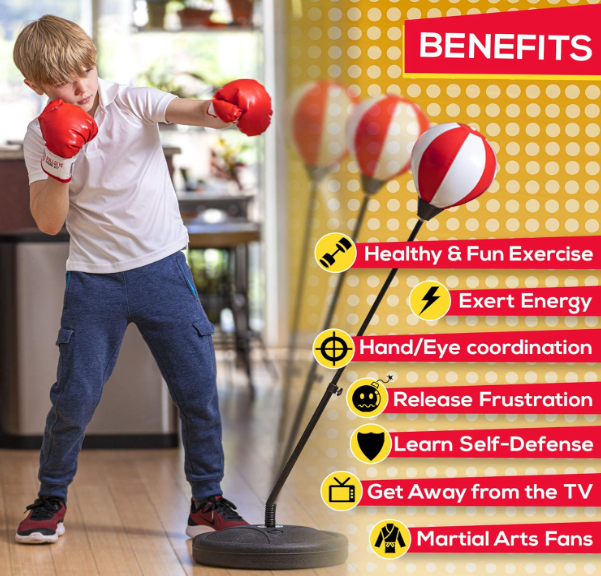 BENEFITS
Healthy & Fun Exercise
Exert Energy
Hand/Eye coordination
Release Frustration
Learn Self-Defense
Get Away from the TV
Martial Arts Fans